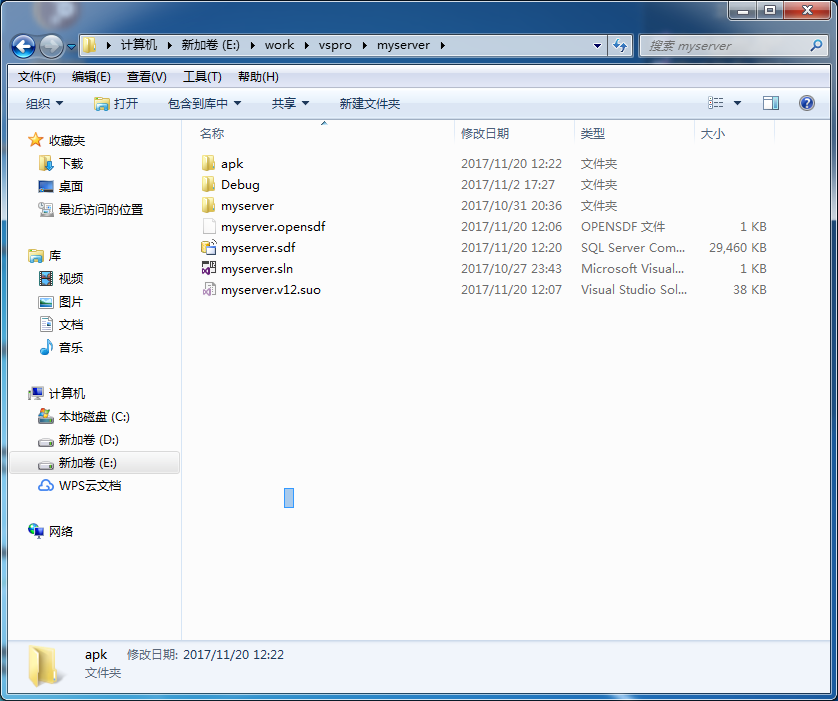 计算机 新加卷 (E:) work vspro myserver 搜索 myserver
文件(F) 编辑(E) 查看(V) 工具(T) 帮助(H)
组织 打开 包含到库中 共享 新建文件夹
收藏夹
下载
桌面
最近访问的位置
库
视频
图片
文档
音乐
计算机
本地磁盘 (C:)
新加卷 (D:)
新加卷 (E:)
WPS云文档
网络
名称 修改日期 类型 大小
apk 2017/11/20 12:22 文件夹
Debug 2017/11/2 17:27 文件夹
myserver 2017/10/31 20:36 文件夹
myserver.opensdf 2017/11/20 12:06 OPENSDF 文件 1 KB
myserver.sdf 2017/11/20 12:20 SQL Server Com... 29,460 KB
myserver.sln 2017/10/27 23:43 Microsoft Visual... 1 KB
myserver.v12.suo 2017/11/20 12:07 Visual Studio Sol... 38 KB
apk 修改日期: 2017/11/20 12:22
文件夹